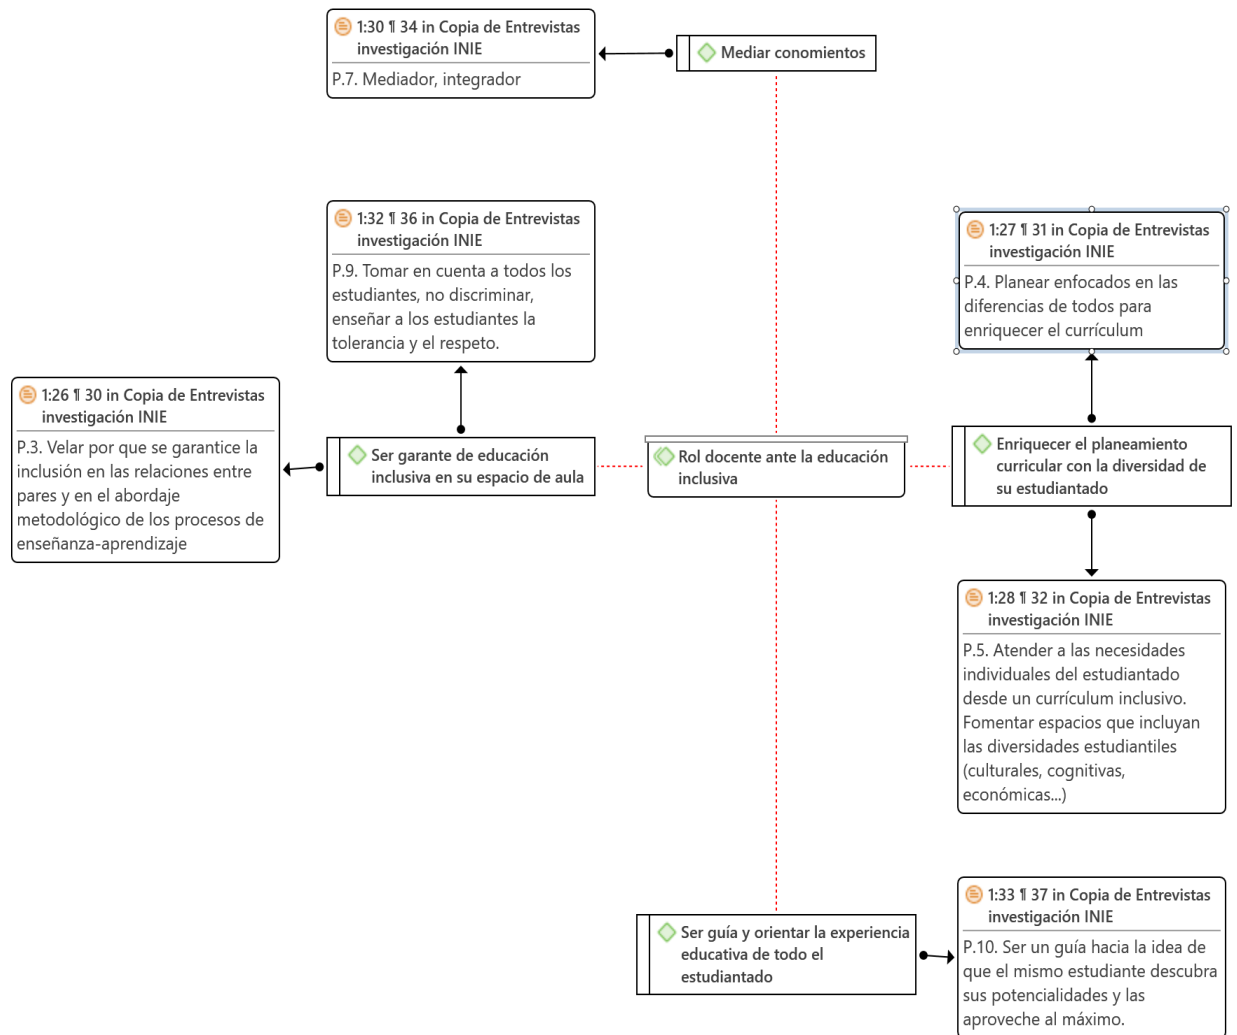 1:30 ¶ 34 in Copia de Entrevistas
investigación INIE
P.7. Mediador, integrador
Mediar conomientos
1:32 ¶ 36 in Copia de Entrevistas
investigación INIE
P.9. Tomar en cuenta a todos los
estudiantes, no discriminar,
enseñar a los estudiantes la
tolerancia y el respeto.
1:27 ¶ 31 in Copia de Entrevistas
investigación INIE
P.4. Planear enfocados en las
diferencias de todos para
enriquecer el currículum
1:26 ¶ 30 in Copia de Entrevistas
investigación INIE
P.3. Velar por que se garantice la
inclusión en las relaciones entre
pares y en el abordaje
metodológico de los procesos de
enseñanza-aprendizaje
Ser garante de educación
inclusiva en su espacio de aula
Rol docente ante la educación
inclusiva
Enriquecer el planeamiento
curricular con la diversidad de
su estudiantado
1:28 ¶ 32 in Copia de Entrevistas
investigación INIE
P.5. Atender a las necesidades
individuales del estudiantado
desde un currículum inclusivo.
Fomentar espacios que incluyan
las diversidades estudiantiles
(culturales, cognitivas,
económicas...)
Ser guía y orientar la experiencia
educativa de todo el
estudiantado
1:33 ¶ 37 in Copia de Entrevistas
investigación INIE
P.10. Ser un guía hacia la idea de
que el mismo estudiante descubra
sus potencialidades y las
aproveche al máximo.